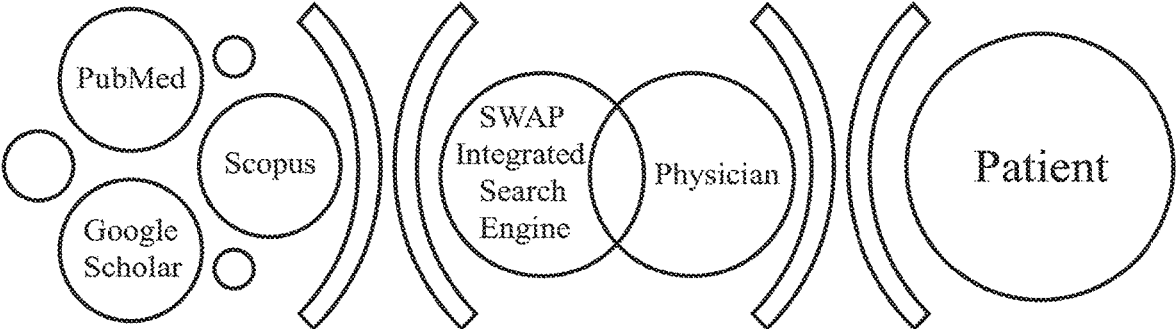 PubMed
Scopus
Google
Scholar
SWAP
Integrated
Search
Engine
Physician
Patient